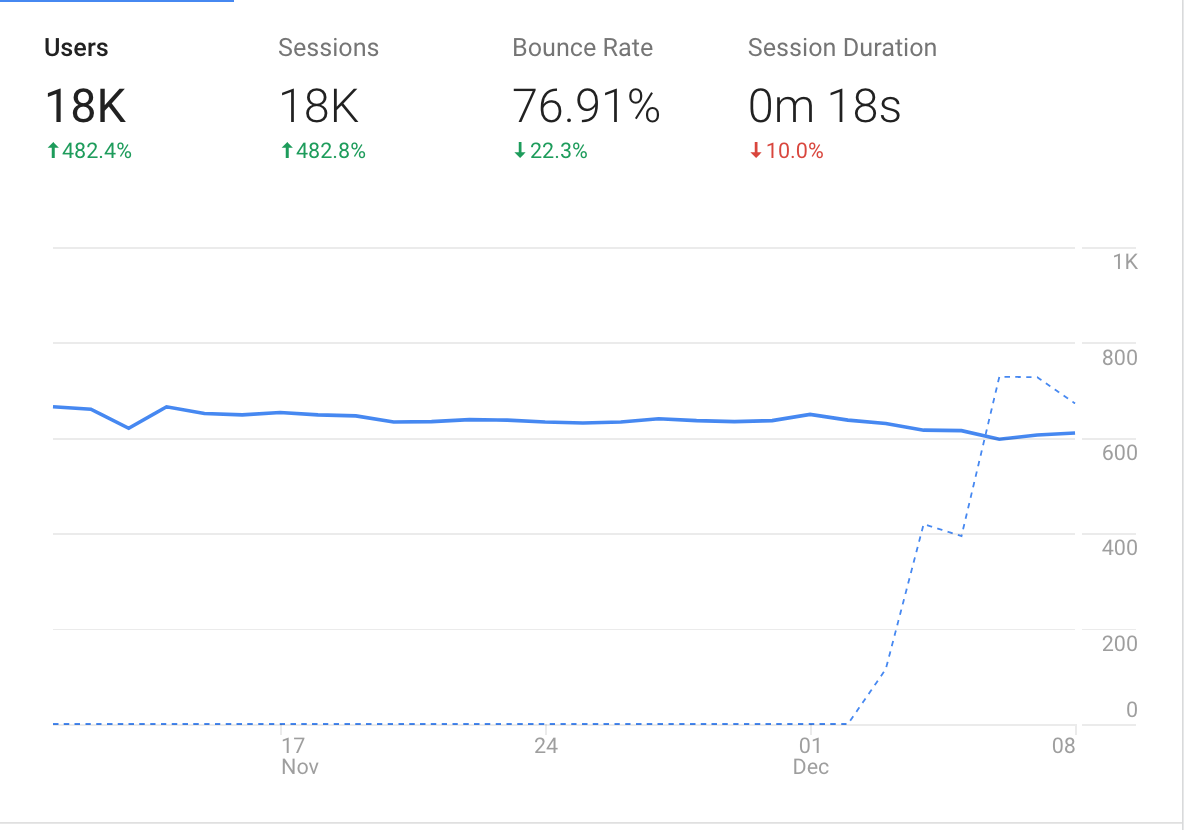 Users Sessions Bounce Rate Session Duration
18K 18K 76.91% 0m 18s
↑482.4% ↑482.8% ↓22.3% ↓10.0%
1K
800
600
400
200
0
17 24 01 08
Nov Dec